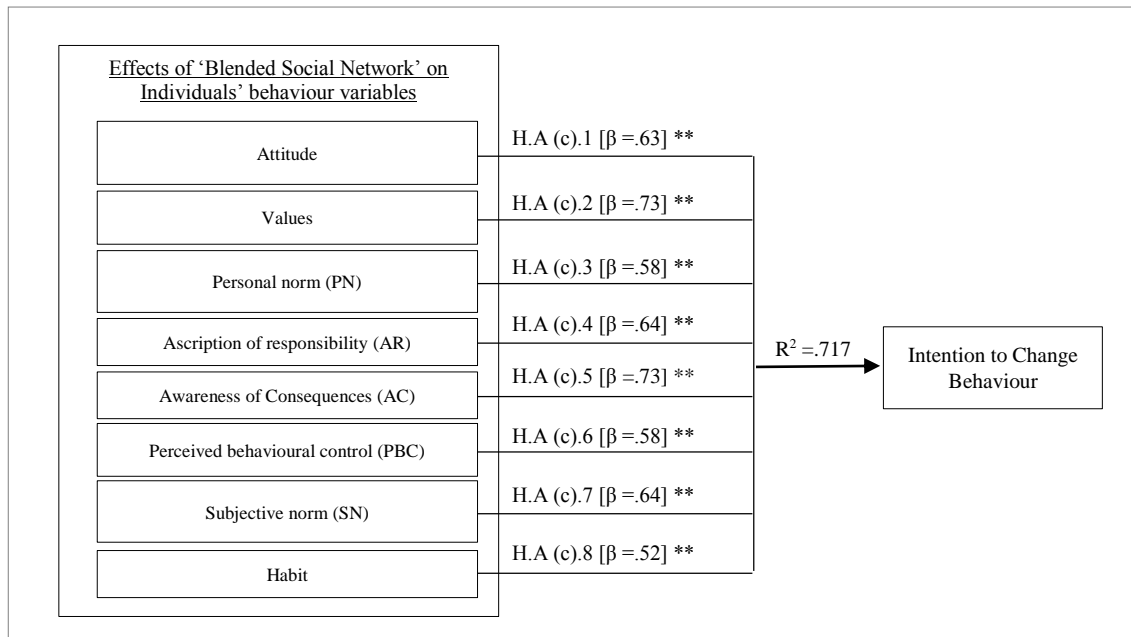 Effects of ‘Blended Social Network’ on
Individuals’ behaviour variables
Attitude
H.A (c).1 [β =.63] **
Values
H.A (c).2 [β =.73] **
Personal norm (PN)
H.A (c).3 [β =.58] **
Ascription of responsibility (AR)
H.A (c).4 [β =.64] **
Awareness of Consequences (AC)
H.A (c).5 [β =.73] **
Perceived behavioural control (PBC)
H.A (c).6 [β =.58] **
Subjective norm (SN)
H.A (c).7 [β =.64] **
Habit
H.A (c).8 [β =.52] **
R² =.717
Intention to Change
Behaviour